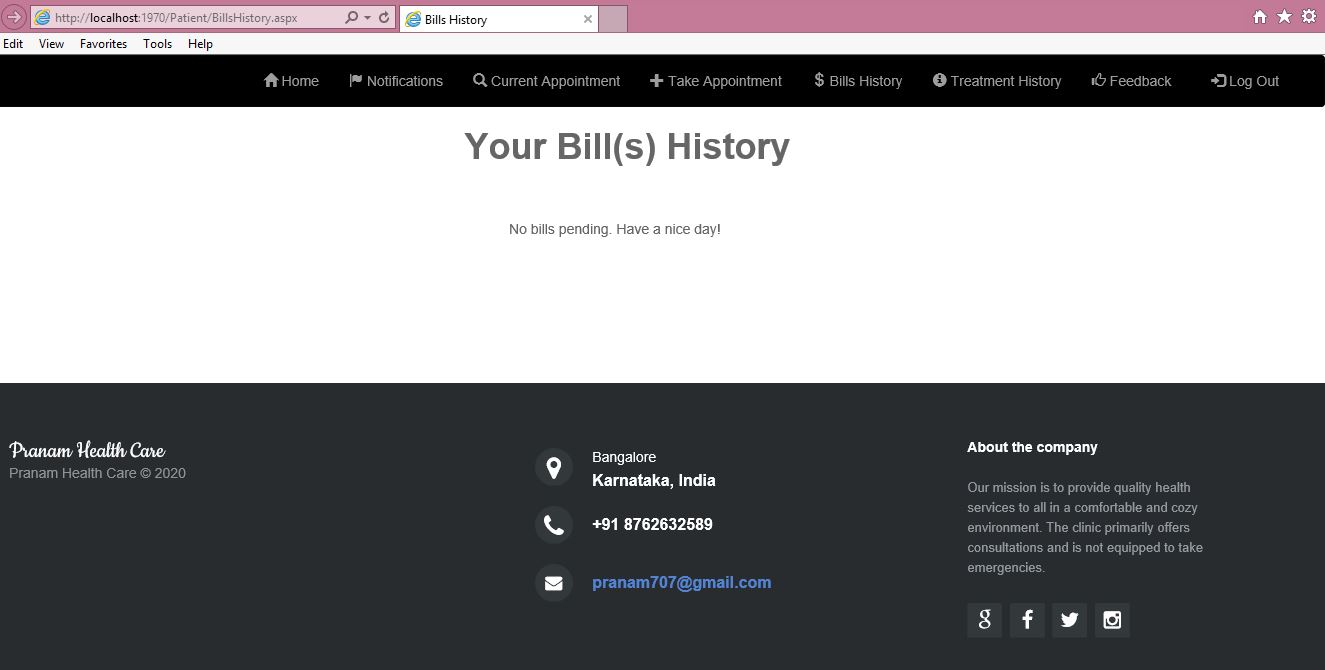 http://localhost:1970/Patient/BillsHistory.aspx
Bills History
Edit View Favorites Tools Help
Home Notifications Current Appointment Take Appointment Bills History Treatment History Feedback Log Out
Your Bill(s) History
No bills pending. Have a nice day!
Pranam Health Care
Pranam Health Care © 2020
Bangalore
Karnataka, India
+91 8762632589
pranam707@gmail.com
About the company
Our mission is to provide quality health
services to all in a comfortable and cozy
environment. The clinic primarily offers
consultations and is not equipped to take
emergencies.